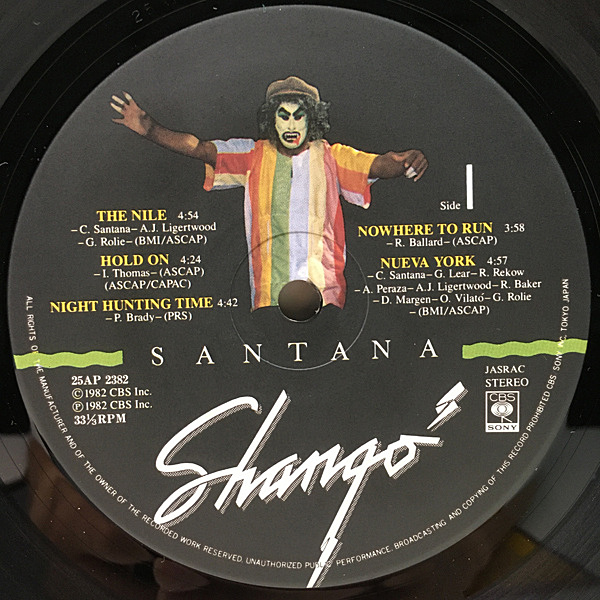 Side 1
THE NILE 4:54
–C. Santana–A.J. Ligertwood
–G. Rolie–(BMI/ASCAP)
HOLD ON 4:24
–I. Thomas–(ASCAP)
(ASCAP/CAPAC)
NIGHT HUNTING TIME 4:42
–P. Brady–(PRS)
NOWHERE TO RUN 3:58
–R. Ballard–(ASCAP)
NUEVA YORK 4:57
–C. Santana–G. Lear–R. Rekow
–A. Peraza–A.J. Ligertwood–R. Baker
–D. Margen–O. Vilató–G. Rolie
–(BMI/ASCAP)
SANTANA
25AP 2382
Ⓒ1982 CBS Inc.
Ⓟ1982 CBS Inc.
33⅓RPM
JASRAC
STEREO
CBS
SONY
Shangó
ALL RIGHTS OF THE MANUFACTURER AND OF THE OWNER OF THE RECORDED WORK RESERVED. UNAUTHORIZED PUBLIC PERFORMANCE, BROADCASTING AND COPYING OF THIS RECORD PROHIBITED CBS SONY INC. TOKYO JAPAN